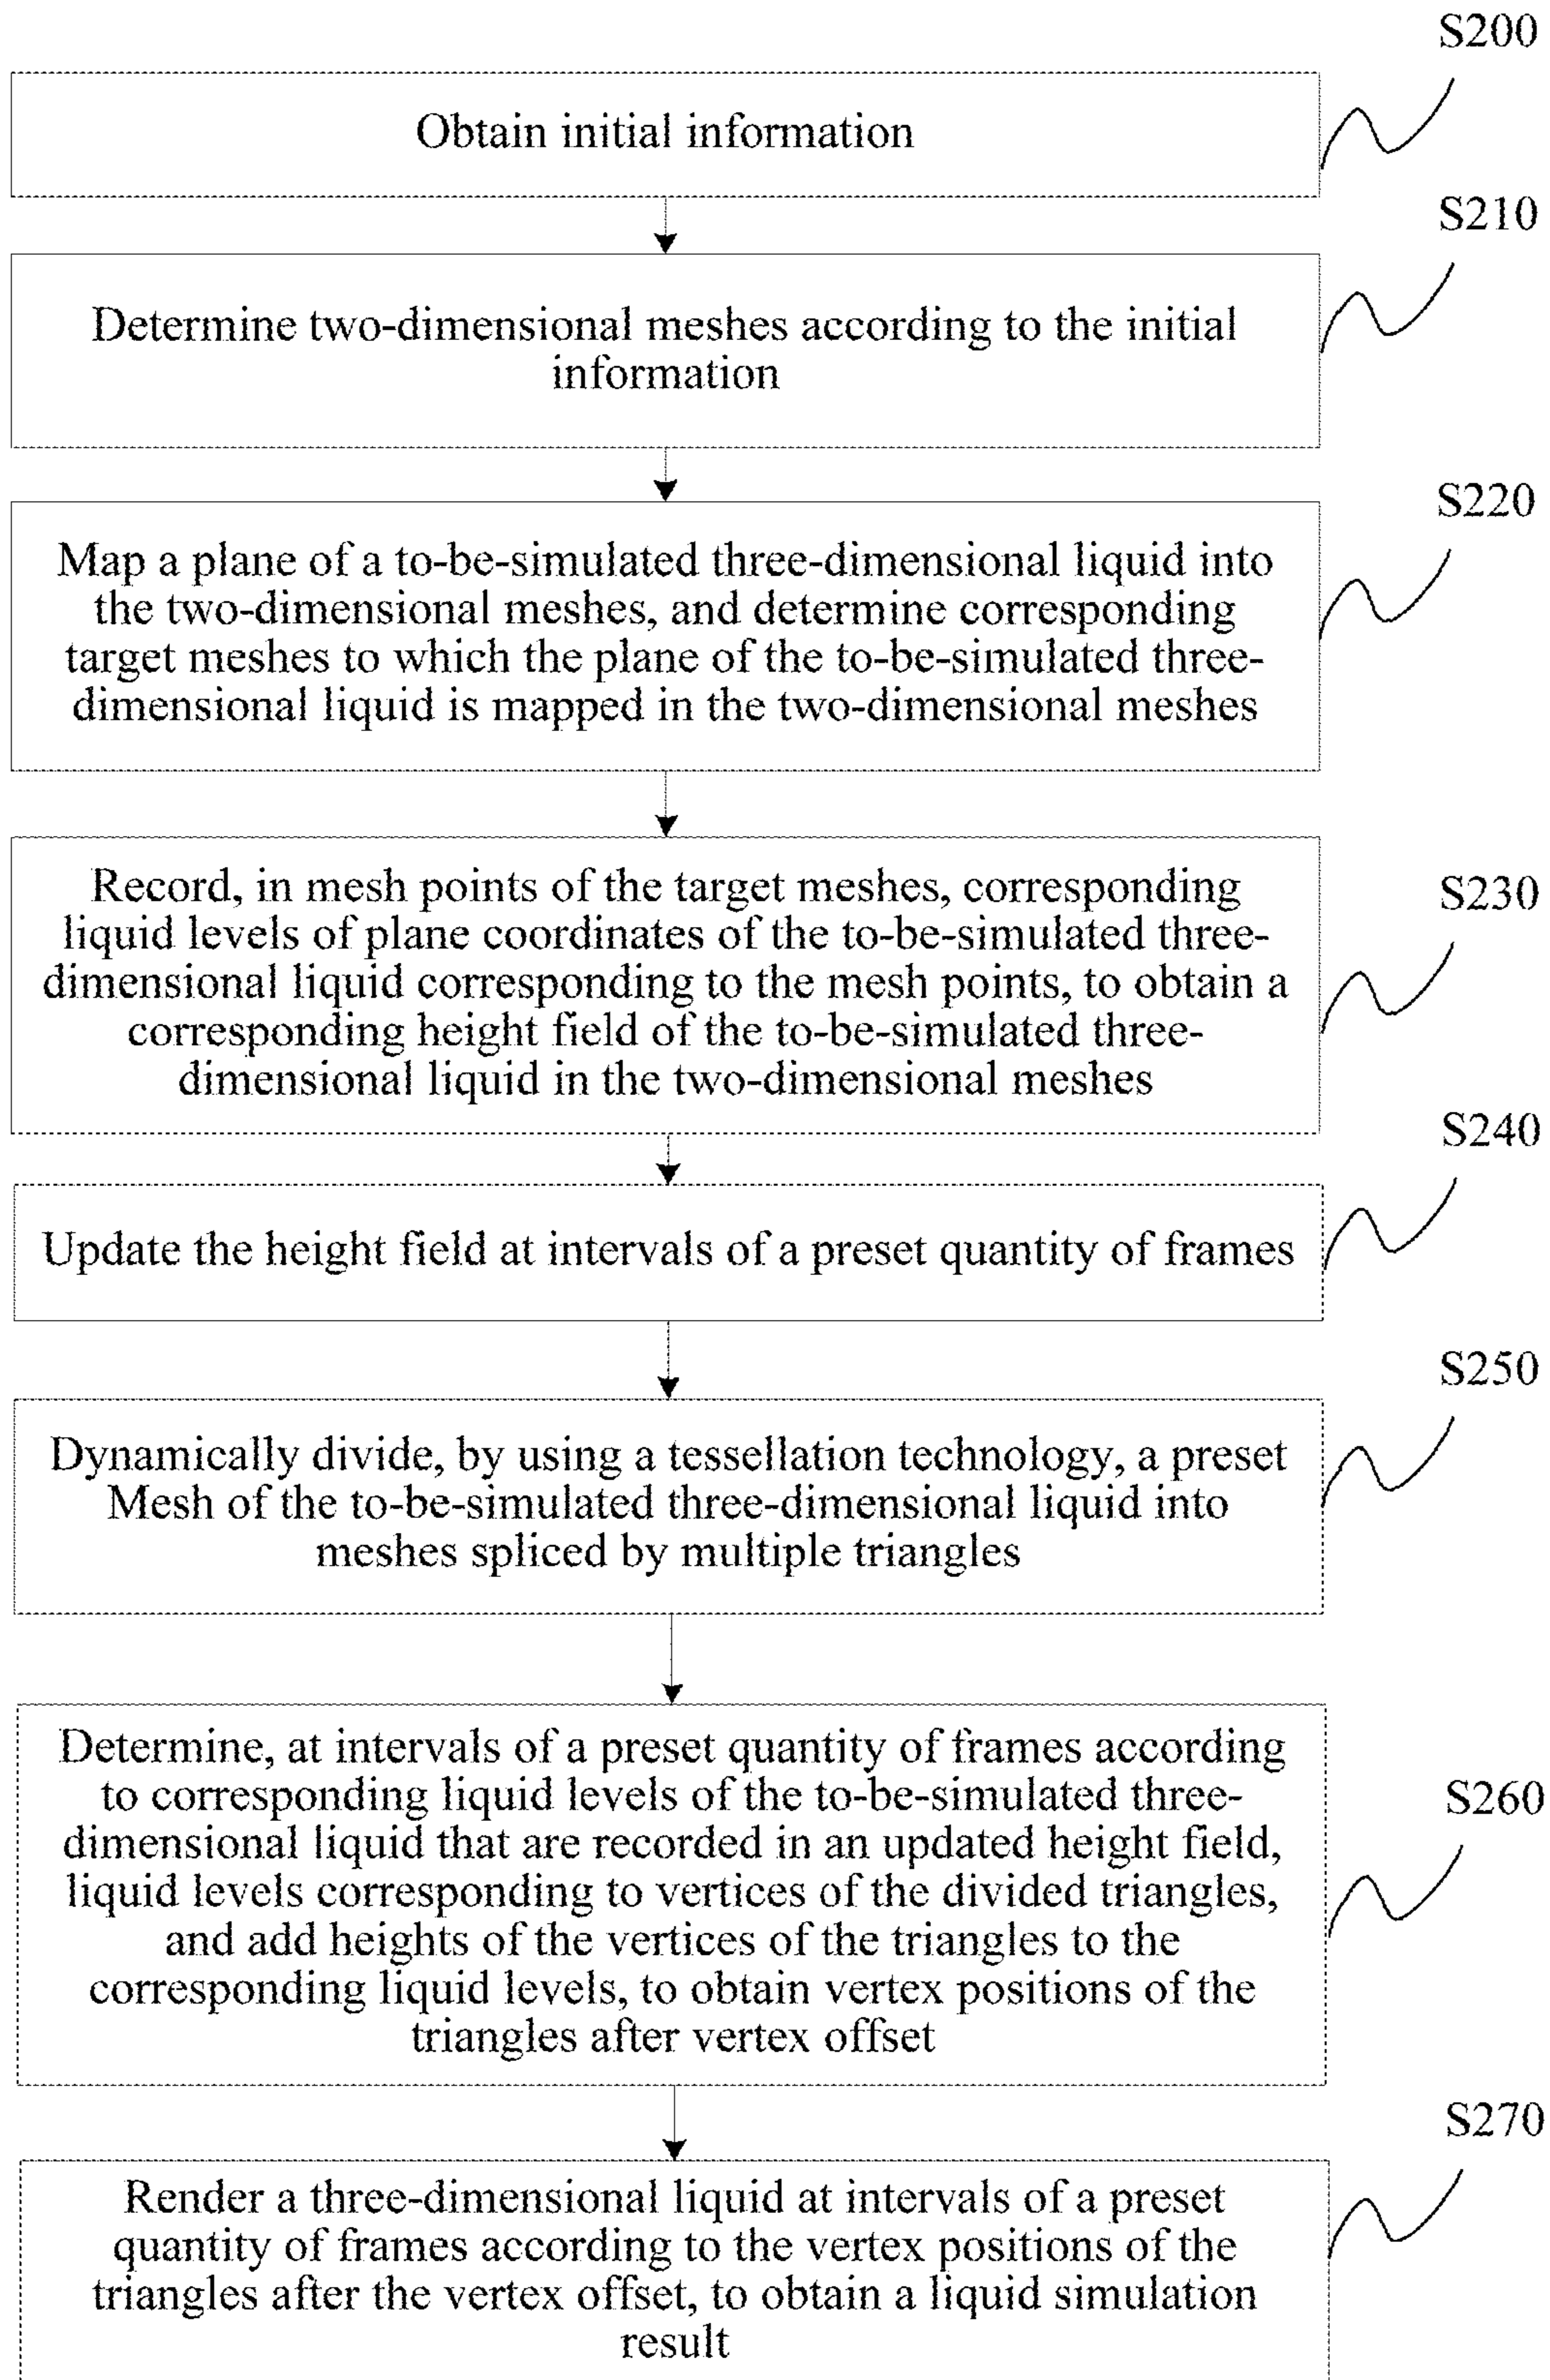 S200
Obtain initial information
S210
Determine two-dimensional meshes according to the initial
information
S220
Map a plane of a to-be-simulated three-dimensional liquid into
the two-dimensional meshes, and determine corresponding
target meshes to which the plane of the to-be-simulated three-
dimensional liquid is mapped in the two-dimensional meshes
S230
Record, in mesh points of the target meshes, corresponding
liquid levels of plane coordinates of the to-be-simulated three-
dimensional liquid corresponding to the mesh points, to obtain a
corresponding height field of the to-be-simulated three-
dimensional liquid in the two-dimensional meshes
S240
Update the height field at intervals of a preset quantity of frames
S250
Dynamically divide, by using a tessellation technology, a preset
Mesh of the to-be-simulated three-dimensional liquid into
meshes spliced by multiple triangles
S260
Determine, at intervals of a preset quantity of frames according
to corresponding liquid levels of the to-be-simulated three-
dimensional liquid that are recorded in an updated height field,
liquid levels corresponding to vertices of the divided triangles,
and add heights of the vertices of the triangles to the
corresponding liquid levels, to obtain vertex positions of the
triangles after vertex offset
S270
Render a three-dimensional liquid at intervals of a preset
quantity of frames according to the vertex positions of the
triangles after the vertex offset, to obtain a liquid simulation
result